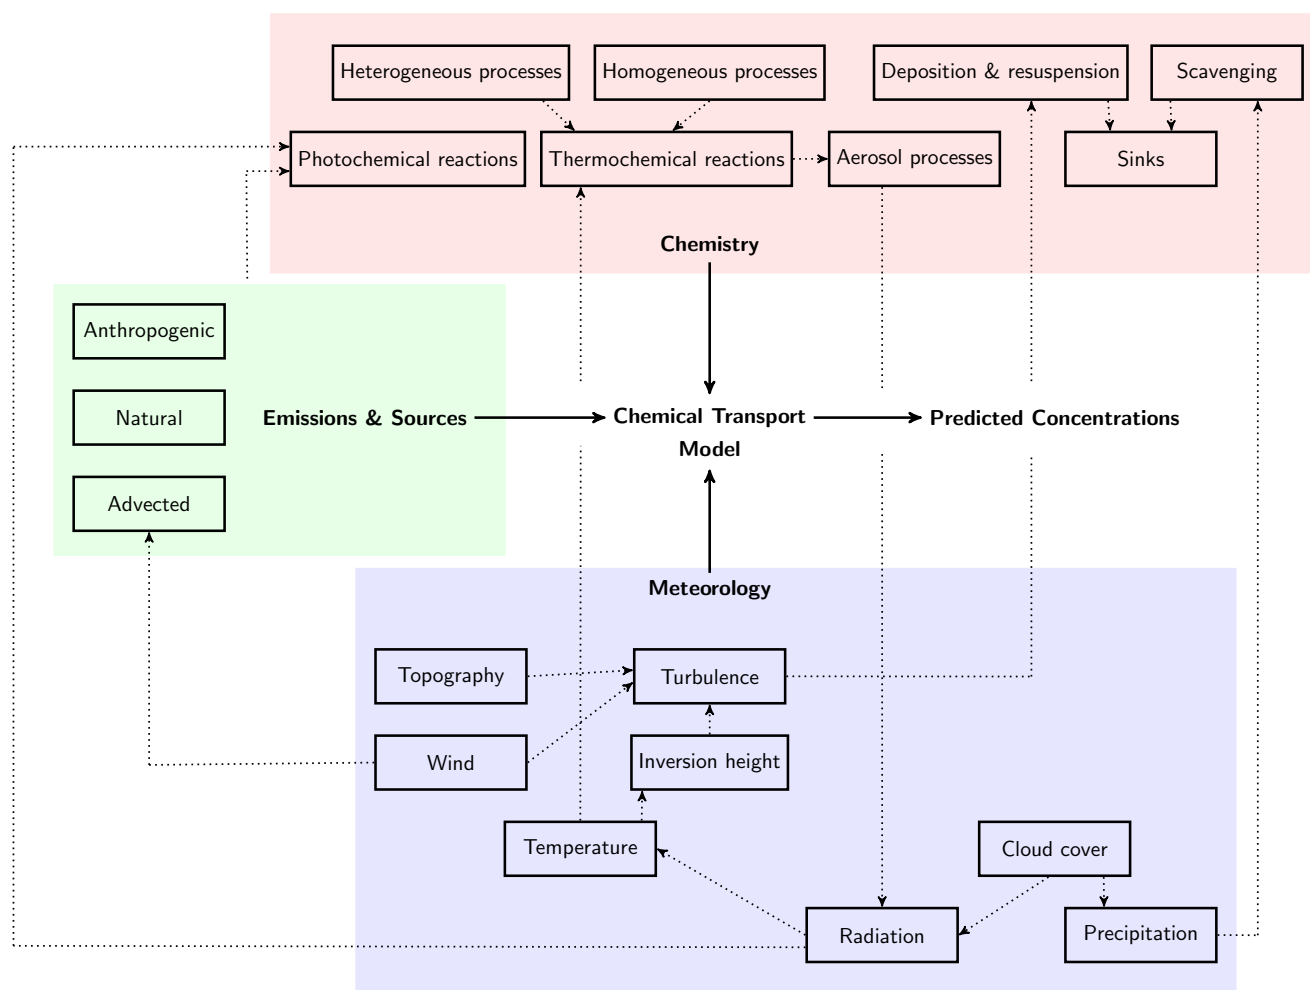 Heterogeneous processes
Homogeneous processes
Deposition & resuspension
Scavenging
Photochemical reactions
Thermochemical reactions
Aerosol processes
Sinks
Chemistry
Anthropogenic
Natural
Emissions & Sources
Advected
Chemical Transport
Model
Predicted Concentrations
Meteorology
Topography
Turbulence
Wind
Inversion height
Temperature
Cloud cover
Radiation
Precipitation